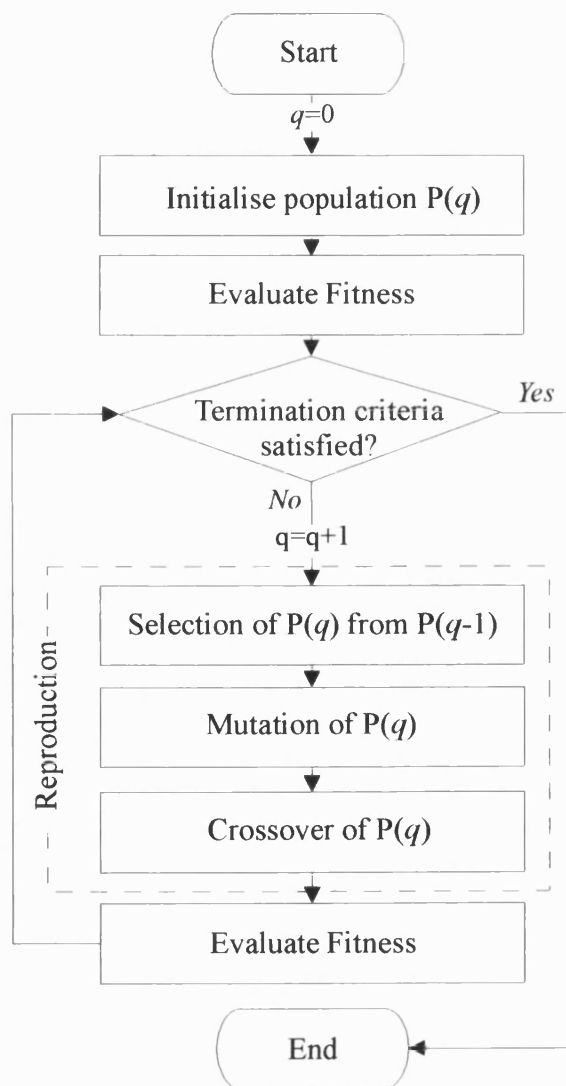 Start
q=0
Initialise population P(q)
Evaluate Fitness
Termination criteria
satisfied?
Yes
No
q=q+1
Reproduction
Selection of P(q) from P(q-1)
Mutation of P(q)
Crossover of P(q)
Evaluate Fitness
End